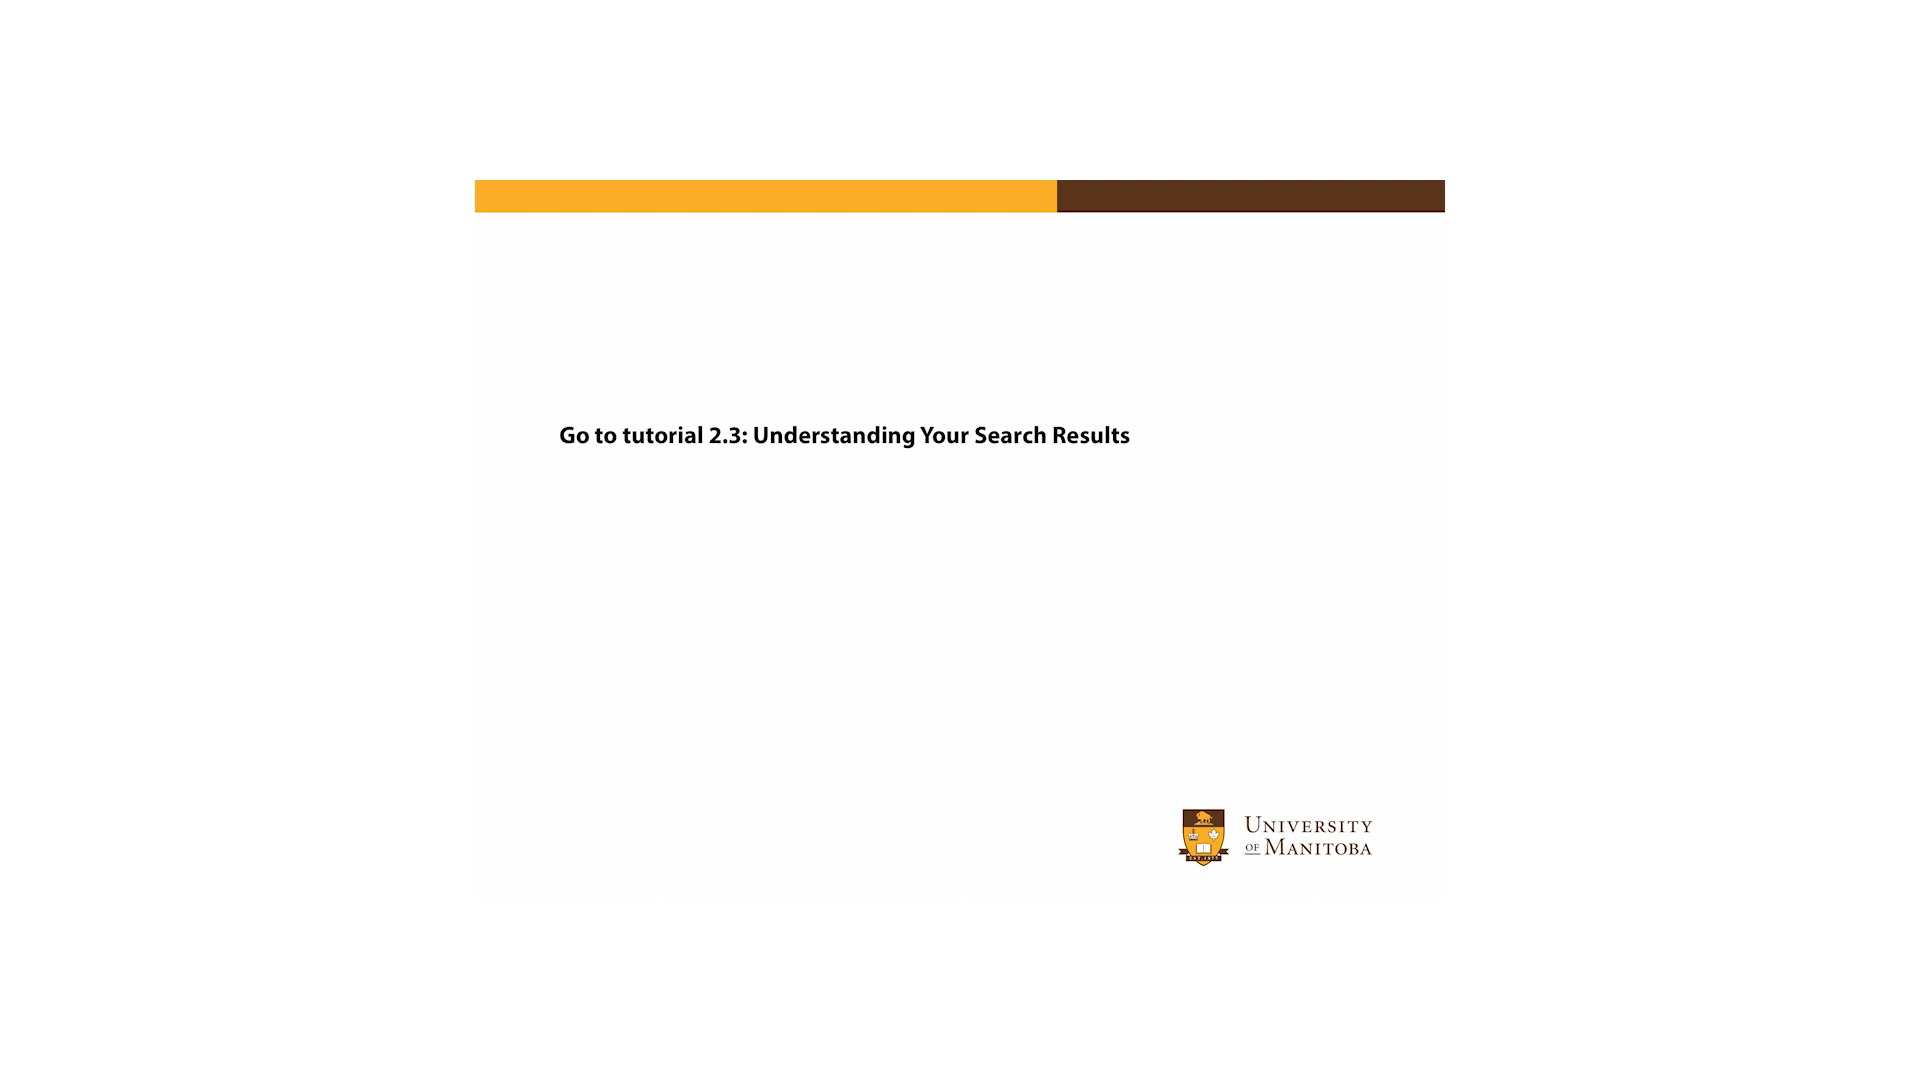 Go to tutorial 2.3: Understanding Your Search Results
UNIVERSITY
OF MANITOBA